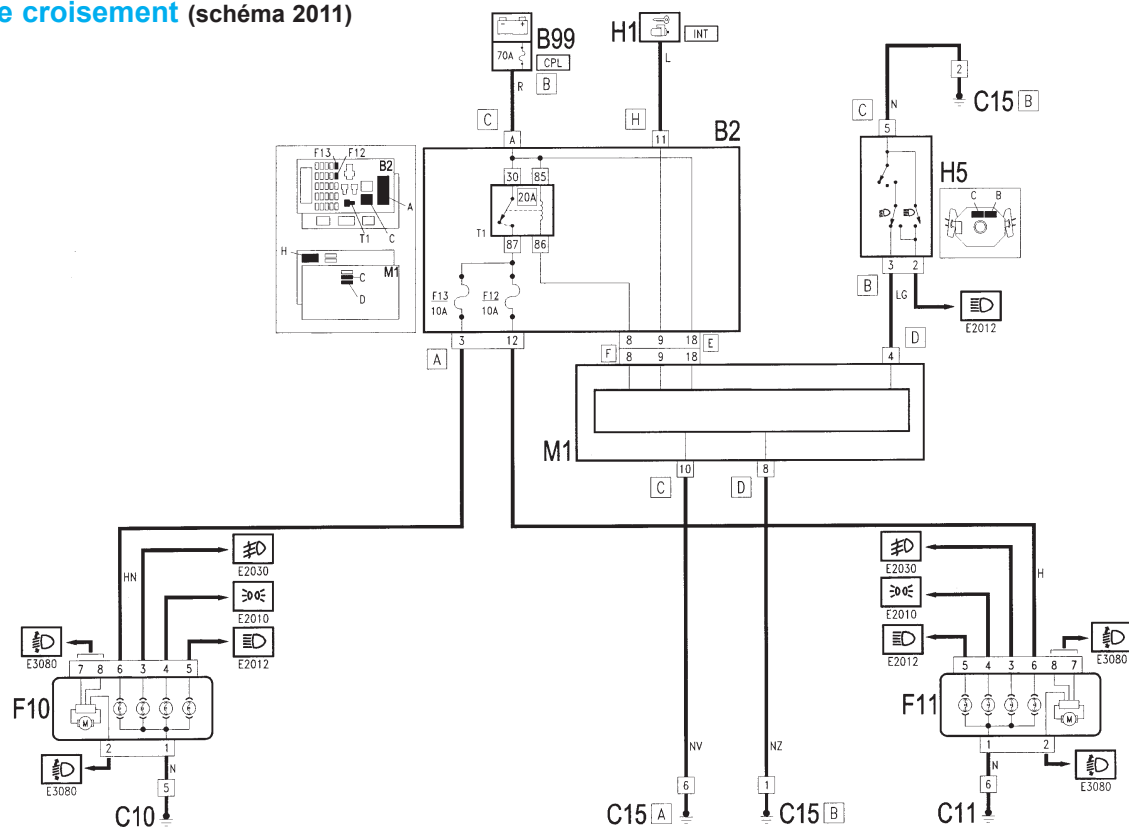 e croisement (schéma 2011)
B99
70A
CPL
R
B
C
A
H1
INT
L
H
11
B2
2
C15 B
C
N
5
H5
C B
F13 F12
B2
A
T1 C
H
M1
C
D
30 85
20A
T1
87 86
F13
10A
F12
10A
3 12
A
8 9 18
E
F
8 9 18
3 2
B
LG
E2012
D
4
M1
10 8
C
D
HN
E2030
E2010
E2012
E3080
7 8 6 3 4 5
F10
M
2 1
E3080
N
5
C10
NV
6
C15 A
NZ
1
C15 B
E2030
E2010
E2012
H
E3080
5 4 3 6 8 7
F11
M
1 2
E3080
N
6
C11